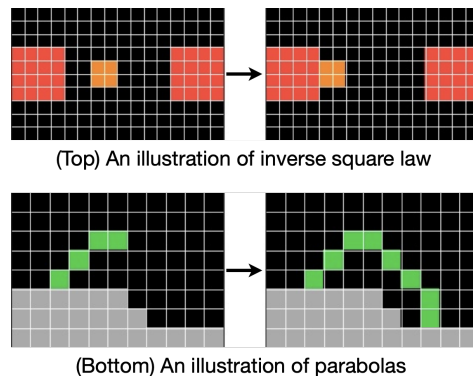 (Top) An illustration of inverse square law
(Bottom) An illustration of parabolas